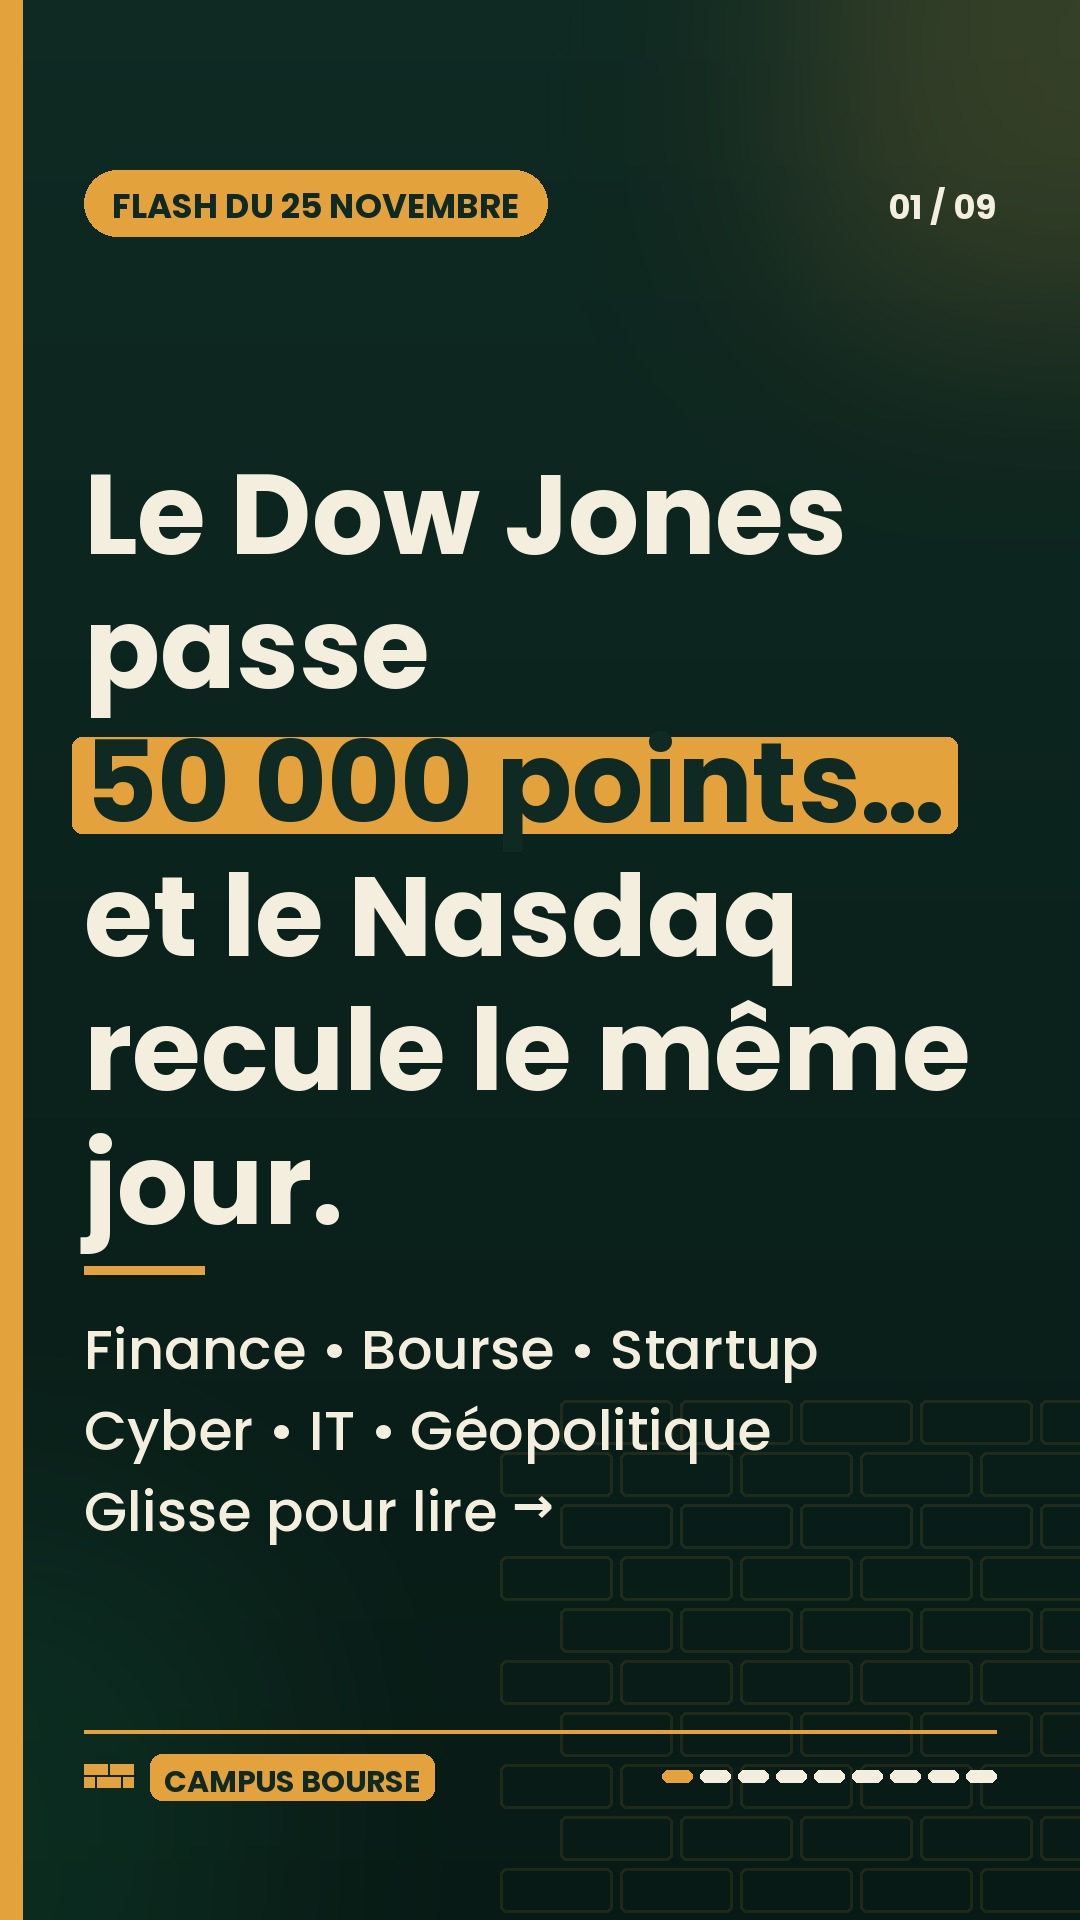 FLASH DU 25 NOVEMBRE
01 / 09
Le Dow Jones
passe
50 000 points...
et le Nasdaq
recule le même
jour.
Finance • Bourse • Startup
Cyber • IT • Géopolitique
Glisse pour lire →
CAMPUS BOURSE